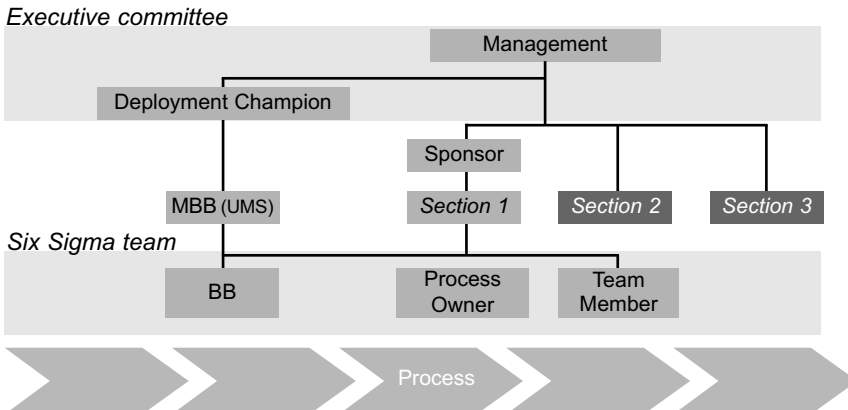 Executive committee
Management
Deployment Champion
Sponsor
MBB (UMS)
Section 1
Section 2
Section 3
Six Sigma team
BB
Process
Owner
Team
Member
Process